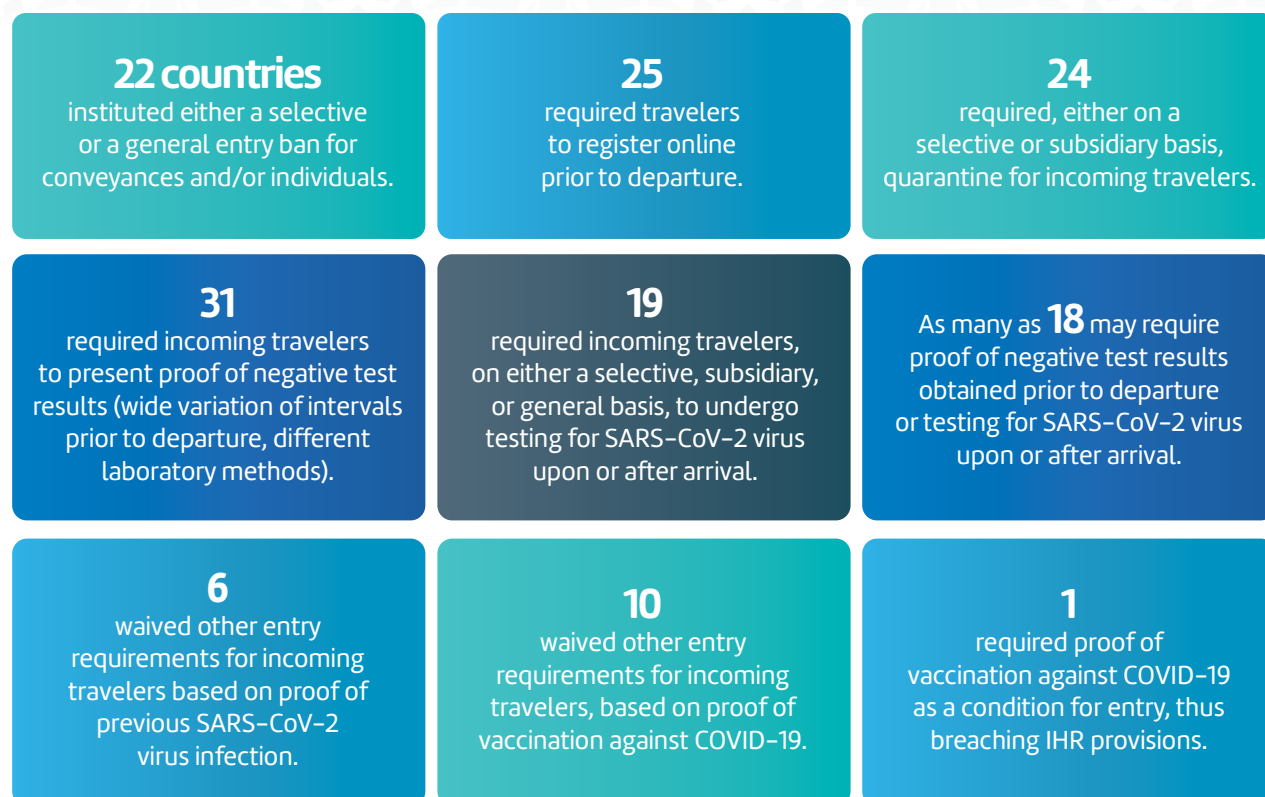 22 countries
instituted either a selective
or a general entry ban for
conveyances and/or individuals.
25
required travelers
to register online
prior to departure.
24
required, either on a
selective or subsidiary basis,
quarantine for incoming travelers.
31
required incoming travelers
to present proof of negative test
results (wide variation of intervals
prior to departure, different
laboratory methods).
19
required incoming travelers,
on either a selective, subsidiary,
or general basis, to undergo
testing for SARS-CoV-2 virus
upon or after arrival.
As many as 18 may require
proof of negative test results
obtained prior to departure
or testing for SARS-CoV-2 virus
upon or after arrival.
6
waived other entry
requirements for incoming
travelers based on proof of
previous SARS-CoV-2
virus infection.
10
waived other entry
requirements for incoming
travelers, based on proof of
vaccination against COVID-19.
1
required proof of
vaccination against COVID-19
as a condition for entry, thus
breaching IHR provisions.